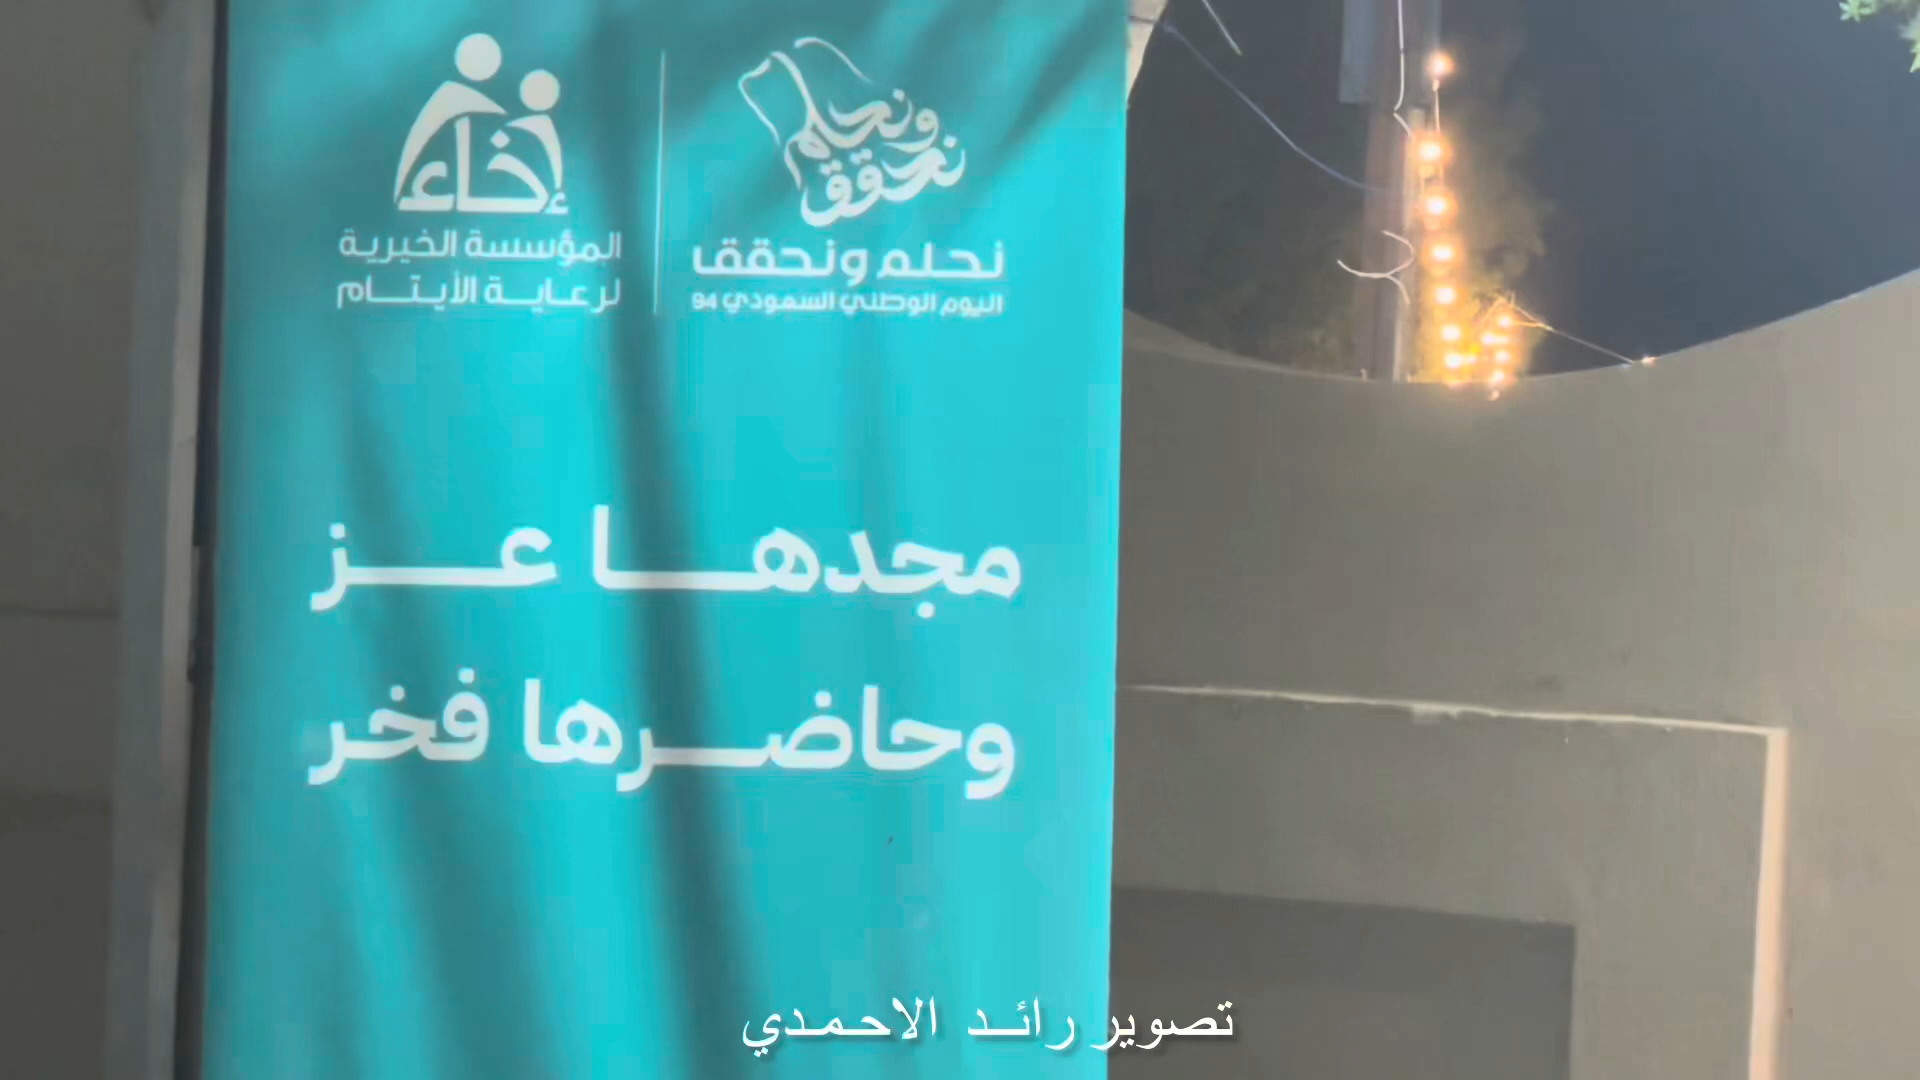 ونحلم
نحقق
نحلم ونحقق
اليوم الوطني السعودي 94
إخاء
المؤسسة الخيرية
لرعاية الأيتام
مجدها عز
وحاضرها فخر
تصوير رائد الاحمدي